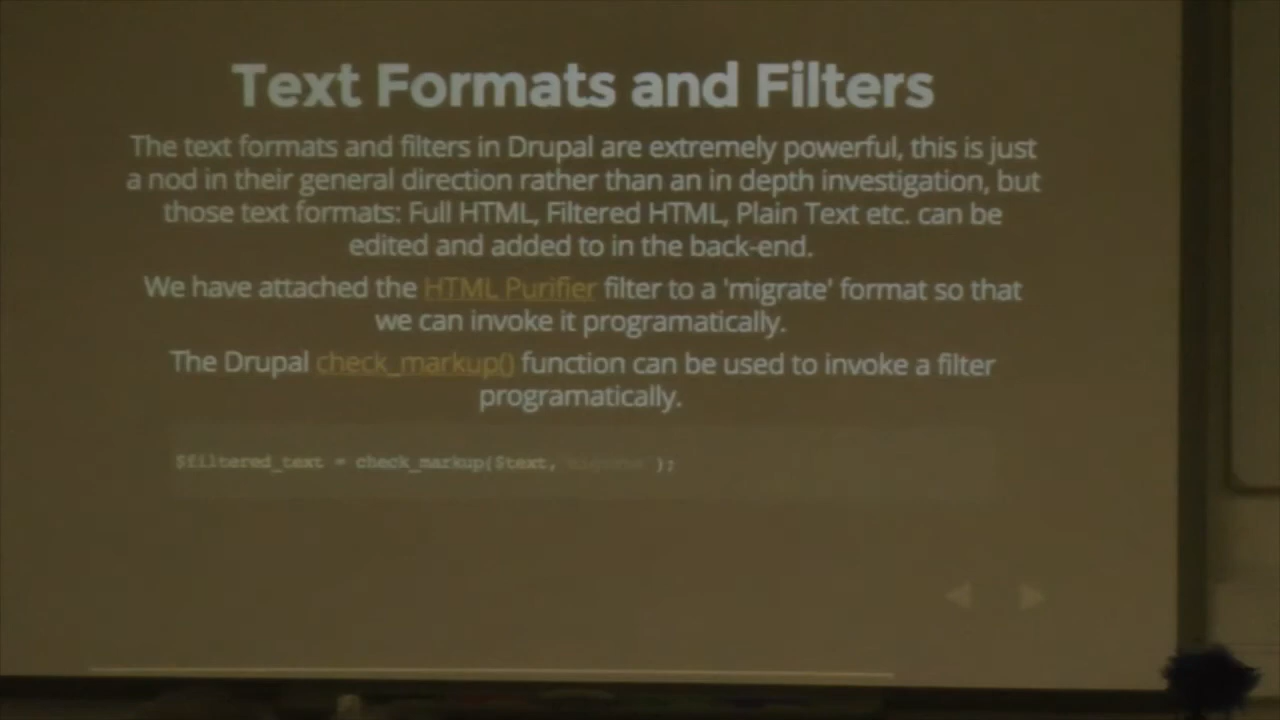 Text Formats and Filters
The text formats and filters in Drupal are extremely powerful, this is just
a nod in their general direction rather than an in depth investigation, but
those text formats: Full HTML, Filtered HTML, Plain Text etc. can be
edited and added to in the back-end.
We have attached the HTML Purifier filter to a 'migrate' format so that
we can invoke it programatically.
The Drupal check_markup() function can be used to invoke a filter
programatically.
$filtered_text = check_markup($text, );